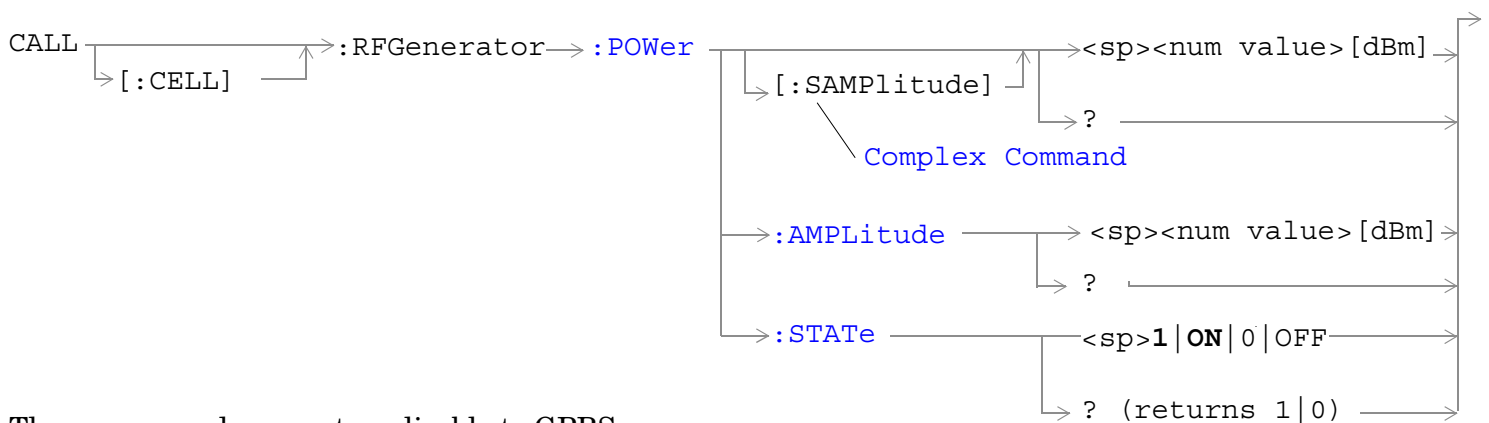 CALL :RFGenerator :POWer <sp><num value>[dBm]
[:CELL] [:SAMPlitude]
?
Complex Command
:AMPLitude <sp><num value>[dBm]
?
:STATe <sp>1|ON|0|OFF
? (returns 1|0)